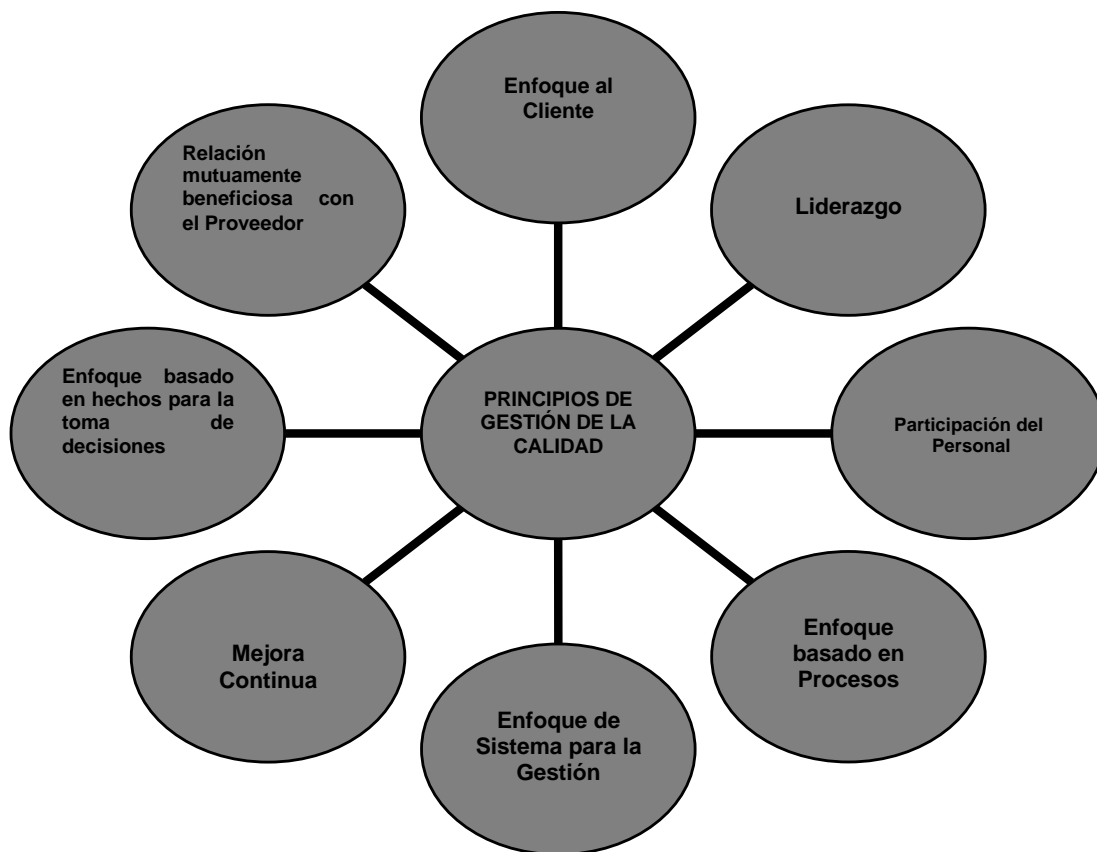 Enfoque al
Cliente
Liderazgo
Participación del
Personal
Enfoque
basado en
Procesos
Enfoque de
Sistema para la
Gestión
Mejora
Continua
Enfoque basado
en hechos para la
toma de
decisiones
Relación
mutuamente
beneficiosa con
el Proveedor
PRINCIPIOS DE
GESTIÓN DE LA
CALIDAD